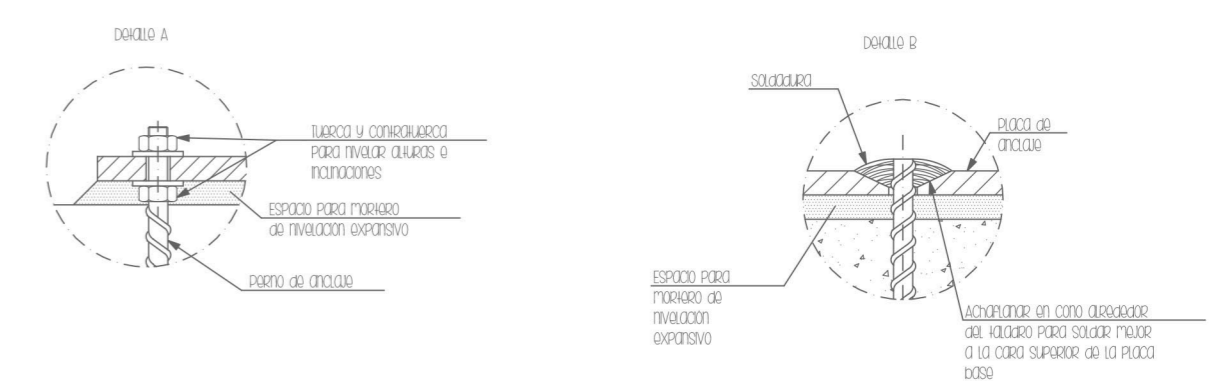 Detalle A
Tuerca y contratuerca
para nivelar alturas e
inclinaciones
Espacio para mortero
de nivelación expansivo
Perno de anclaje
Detalle B
Soldadura
Placa de
anclaje
Espacio para
mortero de
nivelación
expansivo
Achaflanar en cono alrededor
del taladro para soldar mejor
a la cara superior de la placa
base